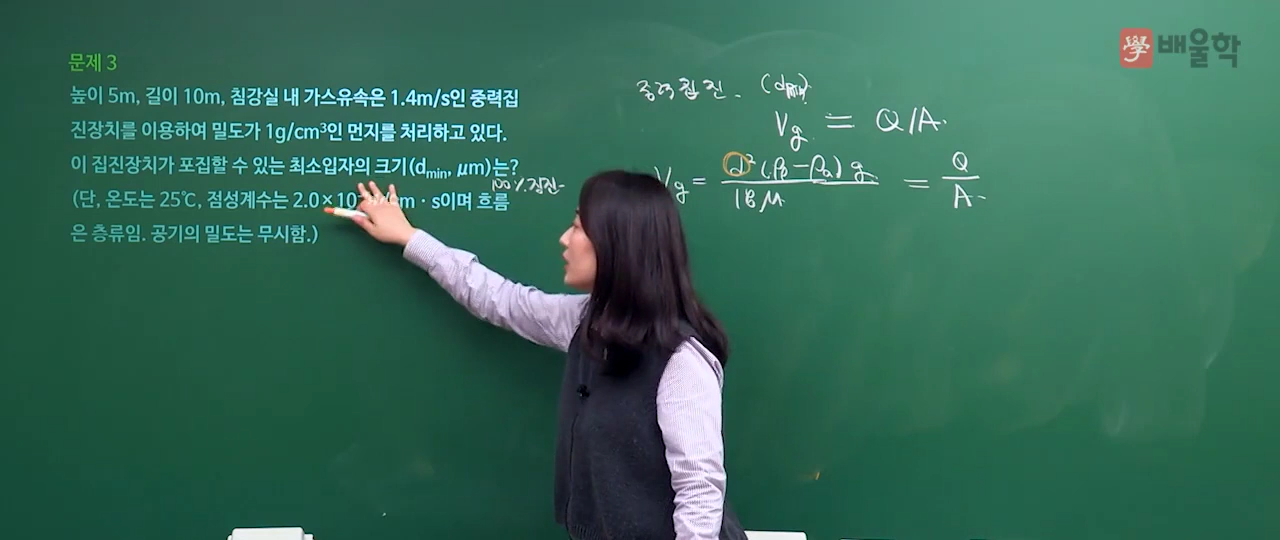 배울학
문제 3
높이 5m, 길이 10m, 침강실 내 가스유속은 1.4m/s인 중력집
진장치를 이용하여 밀도가 1g/cm³인 먼지를 처리하고 있다.
이 집진장치가 포집할 수 있는 최소입자의 크기(dmin, μm)는?
(단, 온도는 25℃, 점성계수는 2.0×10 m · s이며 흐름
은 층류임. 공기의 밀도는 무시함.)
중력집진. (dmin)
Vg = Q/A.
100% 집진- Vg = d²(ρp-ρa)g / 18μ = Q / A.